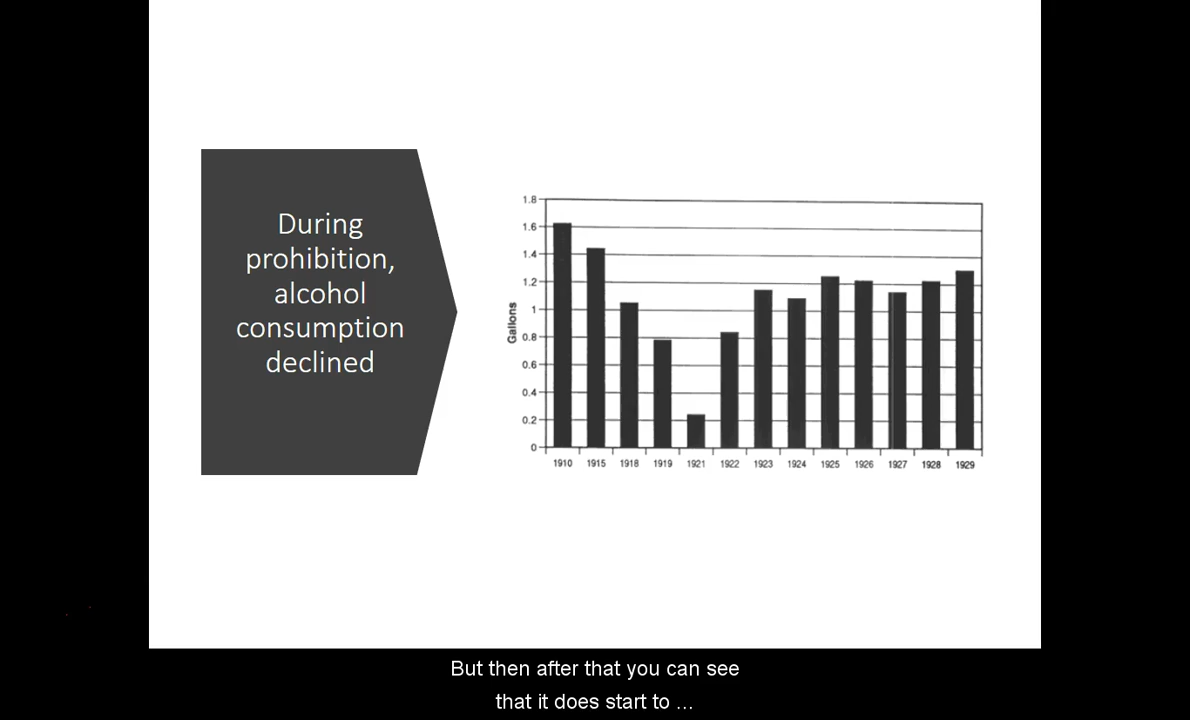 During
prohibition,
alcohol
consumption
declined
Gallons
1.8
1.6
1.4
1.2
1
0.8
0.6
0.4
0.2
0
1910 1915 1918 1919 1921 1922 1923 1924 1925 1926 1927 1928 1929
But then after that you can see
that it does start to ...